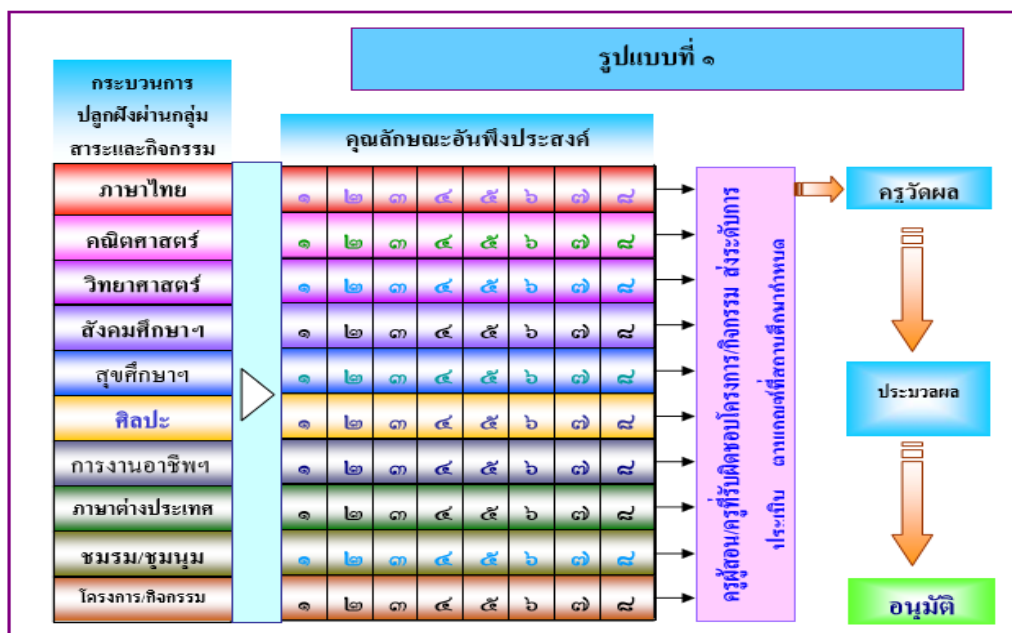 รูปแบบที่ ๑
กระบวนการ
ปลูกฝังผ่านกลุ่ม
สาระและกิจกรรม
คุณลักษณะอันพึงประสงค์
ภาษาไทย ๑ ๒ ๓ ๔ ๕ ๖ ๗ ๘
คณิตศาสตร์ ๑ ๒ ๓ ๔ ๕ ๖ ๗ ๘
วิทยาศาสตร์ ๑ ๒ ๓ ๔ ๕ ๖ ๗ ๘
สังคมศึกษาฯ ๑ ๒ ๓ ๔ ๕ ๖ ๗ ๘
สุขศึกษาฯ ๑ ๒ ๓ ๔ ๕ ๖ ๗ ๘
ศิลปะ ๑ ๒ ๓ ๔ ๕ ๖ ๗ ๘
การงานอาชีพฯ ๑ ๒ ๓ ๔ ๕ ๖ ๗ ๘
ภาษาต่างประเทศ ๑ ๒ ๓ ๔ ๕ ๖ ๗ ๘
ชมรม/ชุมนุม ๑ ๒ ๓ ๔ ๕ ๖ ๗ ๘
โครงการ/กิจกรรม ๑ ๒ ๓ ๔ ๕ ๖ ๗ ๘
ครูผู้สอน/ครูที่รับผิดชอบโครงการ/กิจกรรม ส่งระดับการ
ประเมิน ตามเกณฑ์ที่สถานศึกษากำหนด
ครูวัดผล
ประมวลผล
อนุมัติ